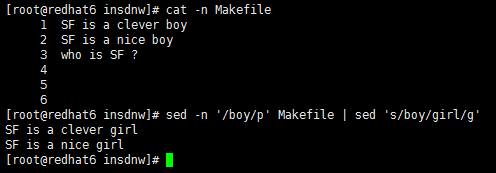 [root@redhat6 insdnw]# cat -n Makefile
     1  SF is a clever boy
     2  SF is a nice boy
     3  who is SF ?
     4
     5
     6
[root@redhat6 insdnw]# sed -n '/boy/p' Makefile | sed 's/boy/girl/g'
SF is a clever girl
SF is a nice girl
[root@redhat6 insdnw]#